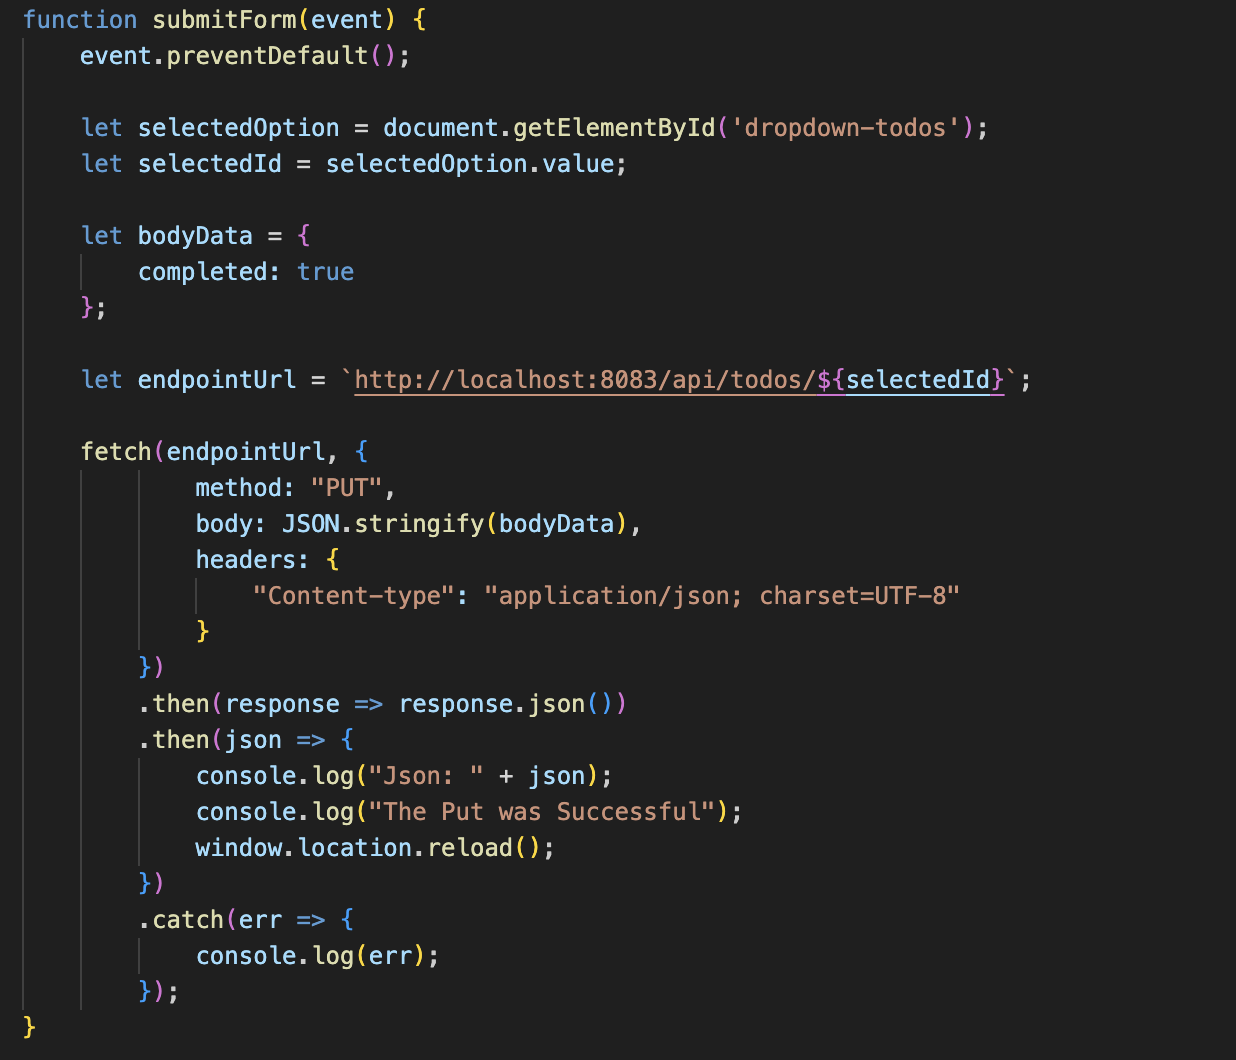 function submitForm(event) {
    event.preventDefault();

    let selectedOption = document.getElementById('dropdown-todos');
    let selectedId = selectedOption.value;

    let bodyData = {
        completed: true
    };

    let endpointUrl = `http://localhost:8083/api/todos/${selectedId}`;

    fetch(endpointUrl, {
            method: "PUT",
            body: JSON.stringify(bodyData),
            headers: {
                "Content-type": "application/json; charset=UTF-8"
            }
        })
        .then(response => response.json())
        .then(json => {
            console.log("Json: " + json);
            console.log("The Put was Successful");
            window.location.reload();
        })
        .catch(err => {
            console.log(err);
        });
}